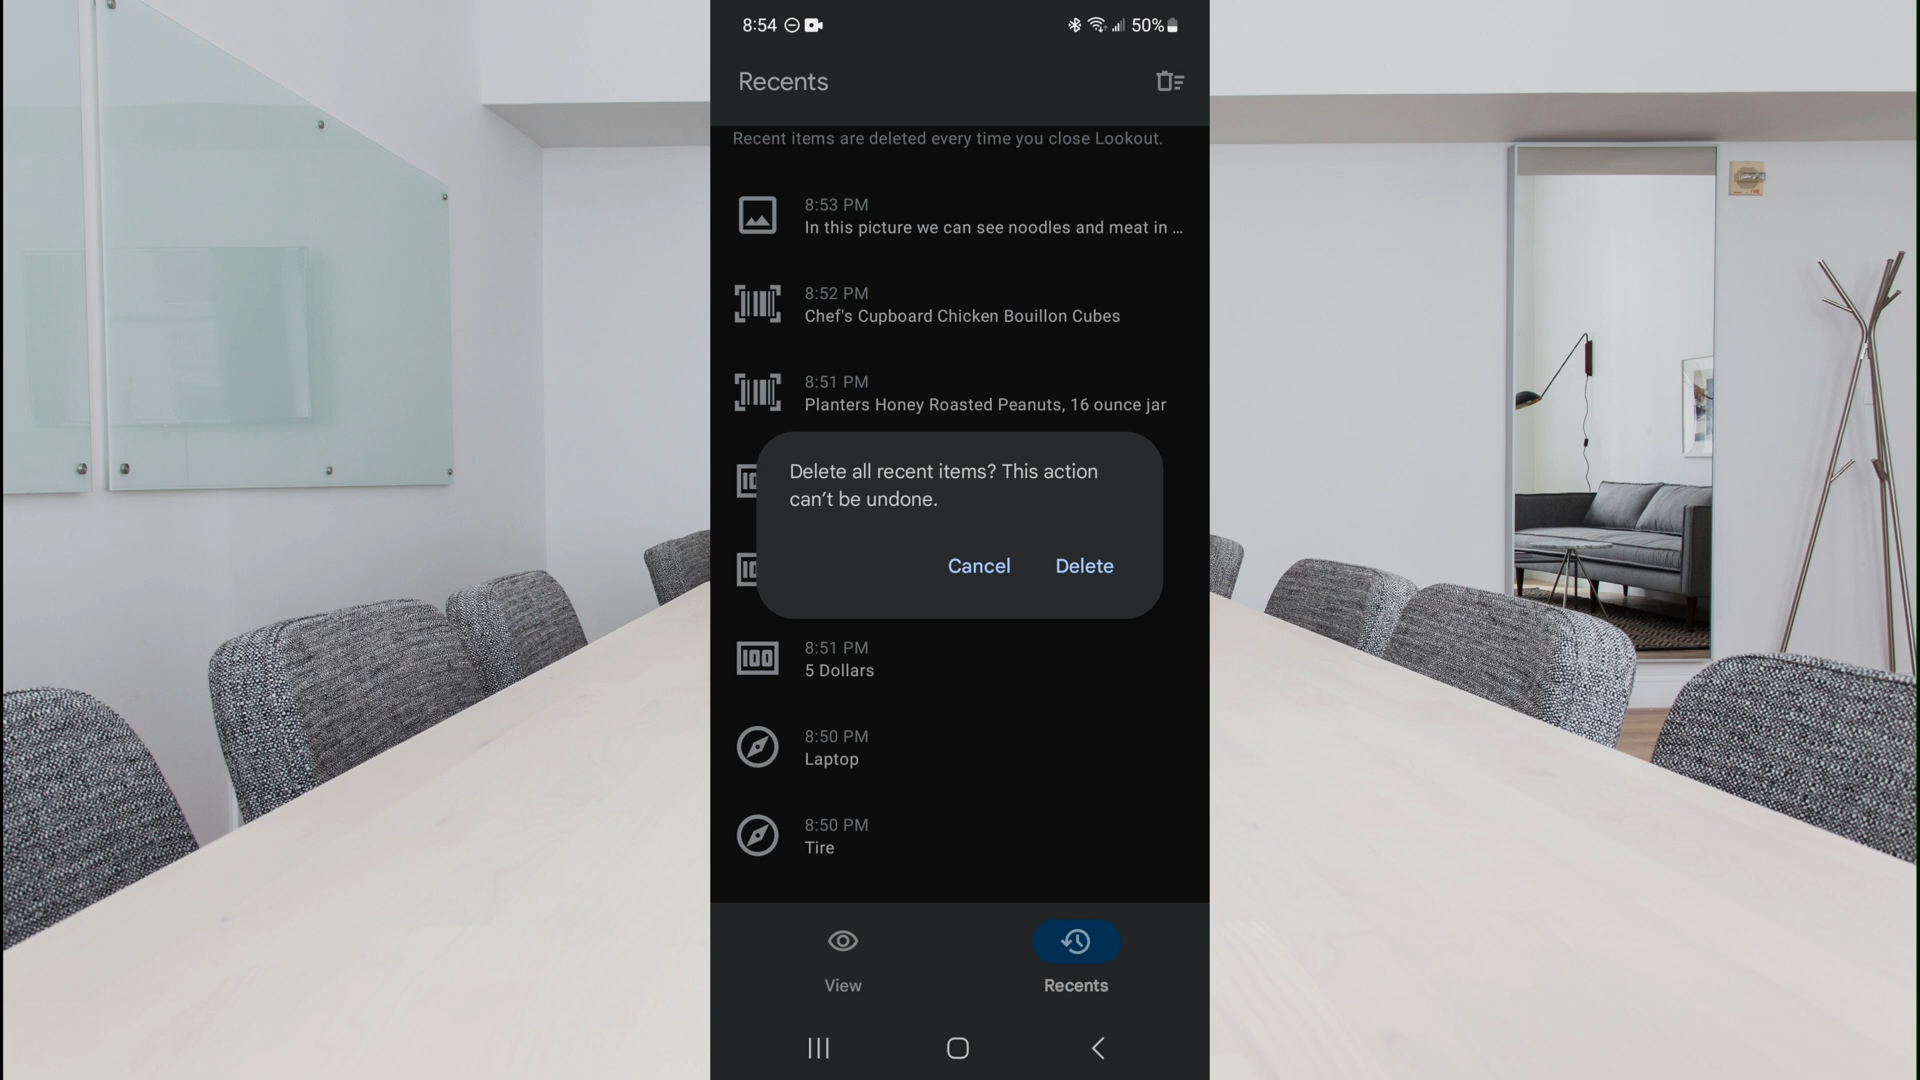 8:54
50%
Recents
Recent items are deleted every time you close Lookout.
8:53 PM
In this picture we can see noodles and meat in ...
8:52 PM
Chef's Cupboard Chicken Bouillon Cubes
8:51 PM
Planters Honey Roasted Peanuts, 16 ounce jar
Delete all recent items? This action
can't be undone.
Cancel Delete
100
8:51 PM
5 Dollars
8:50 PM
Laptop
8:50 PM
Tire
View Recents